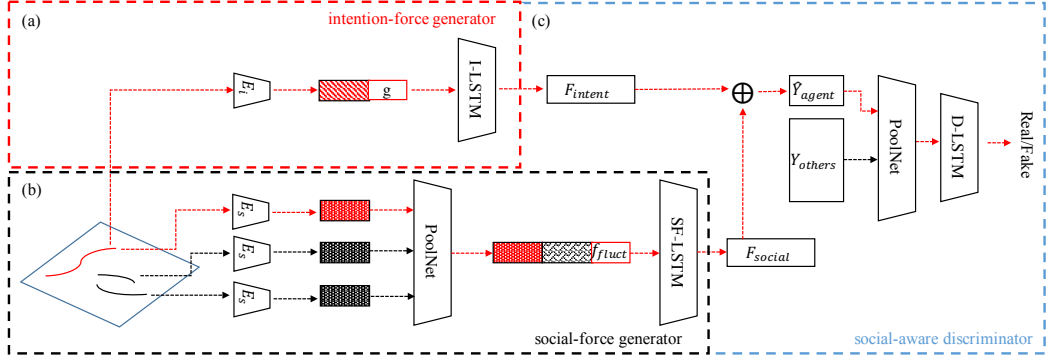 (a)
intention-force generator
(c)
E_i
g
I-LSTM
F_intent
⊕
Ŷ_agent
Y_others
PoolNet
D-LSTM
Real/Fake
(b)
E_s
E_s
E_s
PoolNet
f_fluct
SF-LSTM
F_social
social-force generator
social-aware discriminator